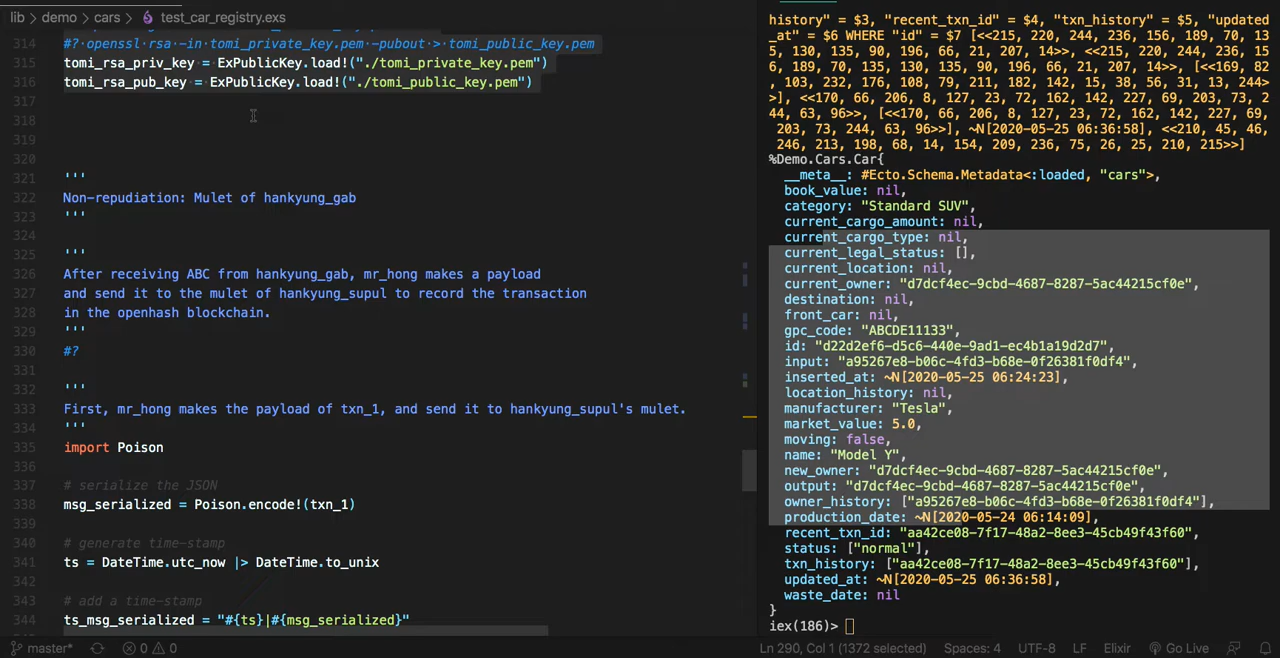 lib > demo > cars > test_car_registry.exs
314 #? openssl rsa -in tomi_private_key.pem -pubout > tomi_public_key.pem
315 tomi_rsa_priv_key = ExPublicKey.load!("./tomi_private_key.pem")
316 tomi_rsa_pub_key = ExPublicKey.load!("./tomi_public_key.pem")
317
318
319
320
321 '''
322 Non-repudiation: Mulet of hankyung_gab
323 '''
324
325 '''
326 After receiving ABC from hankyung_gab, mr_hong makes a payload
327 and send it to the mulet of hankyung_supul to record the transaction
328 in the openhash blockchain.
329 '''
330 #?
331
332 '''
333 First, mr_hong makes the payload of txn_1, and send it to hankyung_supul's mulet.
334 '''
335 import Poison
336
337 # serialize the JSON
338 msg_serialized = Poison.encode!(txn_1)
339
340 # generate time-stamp
341 ts = DateTime.utc_now |> DateTime.to_unix
342
343 # add a time-stamp
344 ts_msg_serialized = "#{ts}|#{msg_serialized}"
history" = $3, "recent_txn_id" = $4, "txn_history" = $5, "updated
_at" = $6 WHERE "id" = $7 [<<215, 220, 244, 236, 156, 189, 70, 13
5, 130, 135, 90, 196, 66, 21, 207, 14>>, <<215, 220, 244, 236, 15
6, 189, 70, 135, 130, 135, 90, 196, 66, 21, 207, 14>>, [<<169, 82
, 103, 232, 176, 108, 79, 211, 182, 142, 15, 38, 56, 31, 13, 244>
>], <<170, 66, 206, 8, 127, 23, 72, 162, 142, 227, 69, 203, 73, 2
44, 63, 96>>, [<<170, 66, 206, 8, 127, 23, 72, 162, 142, 227, 69,
203, 73, 244, 63, 96>>], ~N[2020-05-25 06:36:58], <<210, 45, 46,
246, 213, 198, 68, 14, 154, 209, 236, 75, 26, 25, 210, 215>>]
%Demo.Cars.Car{
__meta__: #Ecto.Schema.Metadata<:loaded, "cars">,
book_value: nil,
category: "Standard SUV",
current_cargo_amount: nil,
current_cargo_type: nil,
current_legal_status: [],
current_location: nil,
current_owner: "d7dcf4ec-9cbd-4687-8287-5ac44215cf0e",
destination: nil,
front_car: nil,
gpc_code: "ABCDE11133",
id: "d22d2ef6-d5c6-440e-9ad1-ec4b1a19d2d7",
input: "a95267e8-b06c-4fd3-b68e-0f26381f0df4",
inserted_at: ~N[2020-05-25 06:24:23],
location_history: nil,
manufacturer: "Tesla",
market_value: 5.0,
moving: false,
name: "Model Y",
new_owner: "d7dcf4ec-9cbd-4687-8287-5ac44215cf0e",
output: "d7dcf4ec-9cbd-4687-8287-5ac44215cf0e",
owner_history: ["a95267e8-b06c-4fd3-b68e-0f26381f0df4"],
production_date: ~N[2020-05-24 06:14:09],
recent_txn_id: "aa42ce08-7f17-48a2-8ee3-45cb49f43f60",
status: ["normal"],
txn_history: ["aa42ce08-7f17-48a2-8ee3-45cb49f43f60"],
updated_at: ~N[2020-05-25 06:36:58],
waste_date: nil
}
iex(186)>
master* 0 0 Ln 290, Col 1 (1372 selected) Spaces: 4 UTF-8 LF Elixir Go Live